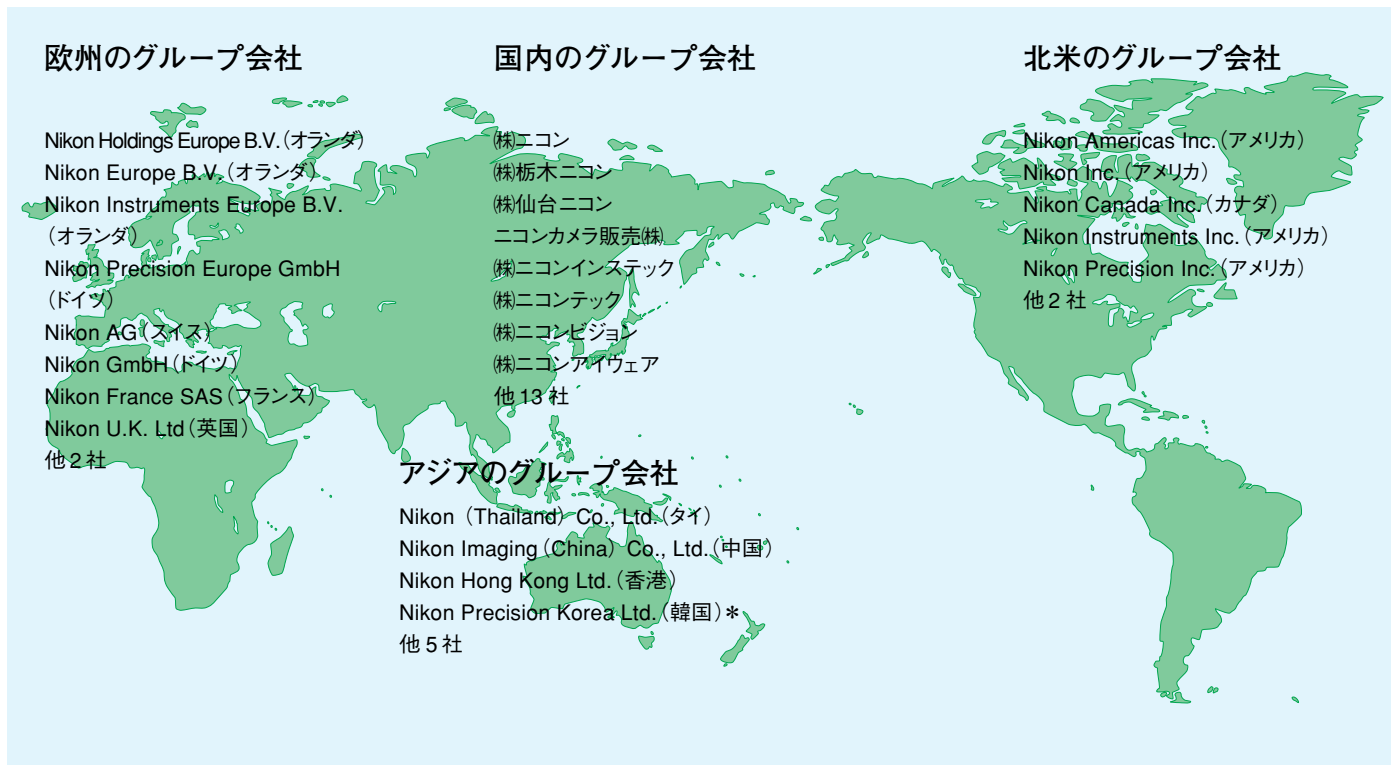 欧州のグループ会社
Nikon Holdings Europe B.V.（オランダ）
Nikon Europe B.V.（オランダ）
Nikon Instruments Europe B.V.
（オランダ）
Nikon Precision Europe GmbH
（ドイツ）
Nikon AG（スイス）
Nikon GmbH（ドイツ）
Nikon France SAS（フランス）
Nikon U.K. Ltd（英国）
他２社
国内のグループ会社
㈱ニコン
㈱栃木ニコン
㈱仙台ニコン
ニコンカメラ販売㈱
㈱ニコンインステック
㈱ニコンテック
㈱ニコンビジョン
㈱ニコンアイウェア
他13社
アジアのグループ会社
Nikon（Thailand）Co., Ltd.（タイ）
Nikon Imaging（China）Co., Ltd.（中国）
Nikon Hong Kong Ltd.（香港）
Nikon Precision Korea Ltd.（韓国）＊
他５社
北米のグループ会社
Nikon Americas Inc.（アメリカ）
Nikon Inc.（アメリカ）
Nikon Canada Inc.（カナダ）
Nikon Instruments Inc.（アメリカ）
Nikon Precision Inc.（アメリカ）
他２社